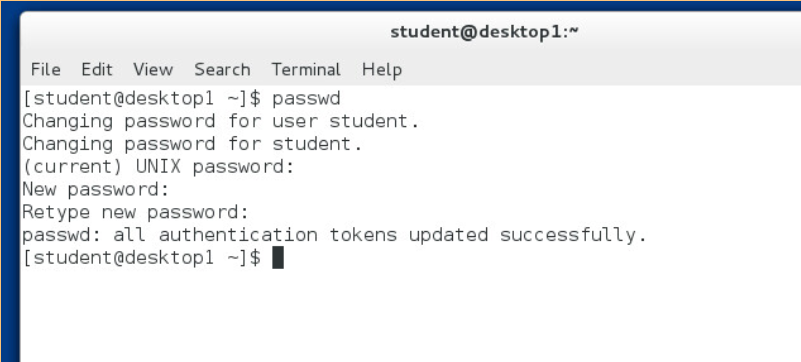 student@desktop1:~
File Edit View Search Terminal Help
[student@desktop1 ~]$ passwd
Changing password for user student.
Changing password for student.
(current) UNIX password:
New password:
Retype new password:
passwd: all authentication tokens updated successfully.
[student@desktop1 ~]$